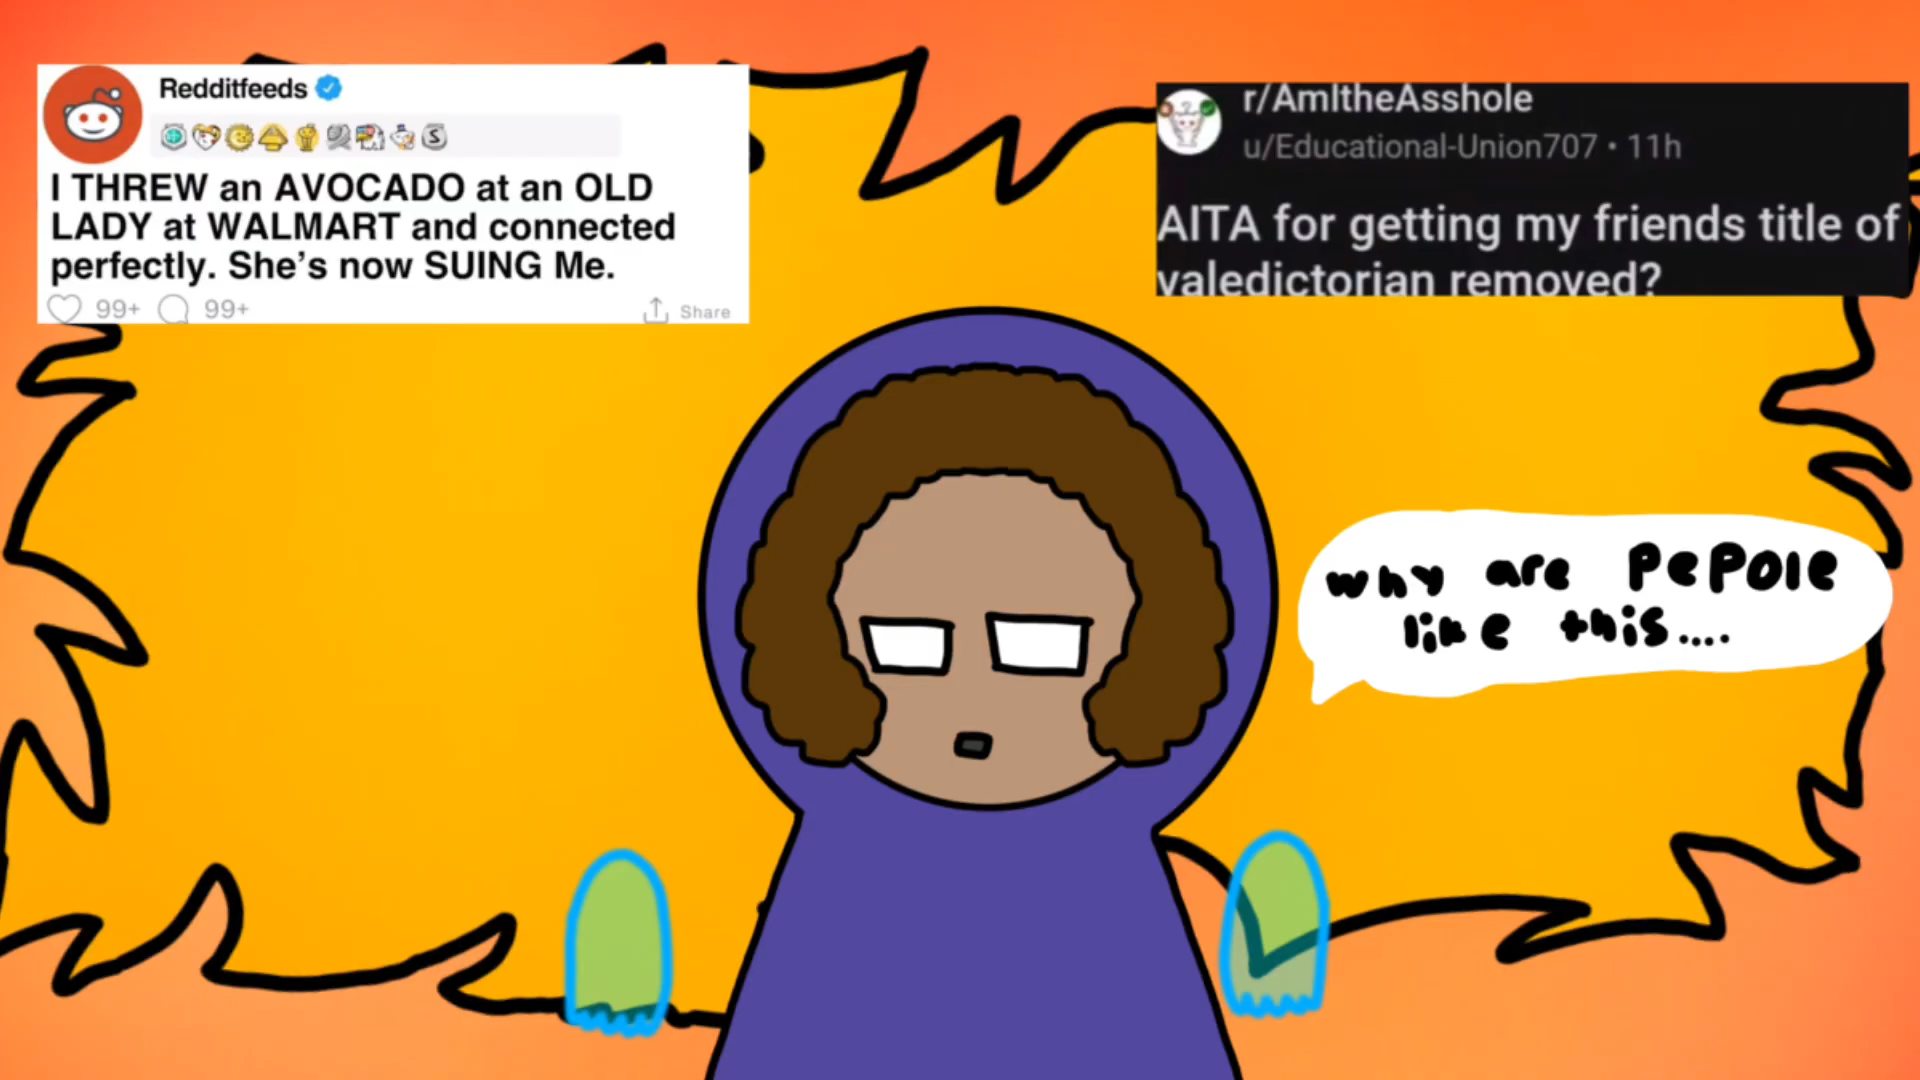 Redditfeeds
I THREW an AVOCADO at an OLD
LADY at WALMART and connected
perfectly. She's now SUING Me.
99+ 99+ Share
r/AmItheAsshole
u/Educational-Union707 • 11h
AITA for getting my friends title of
valedictorian removed?
why are pepole
like this....